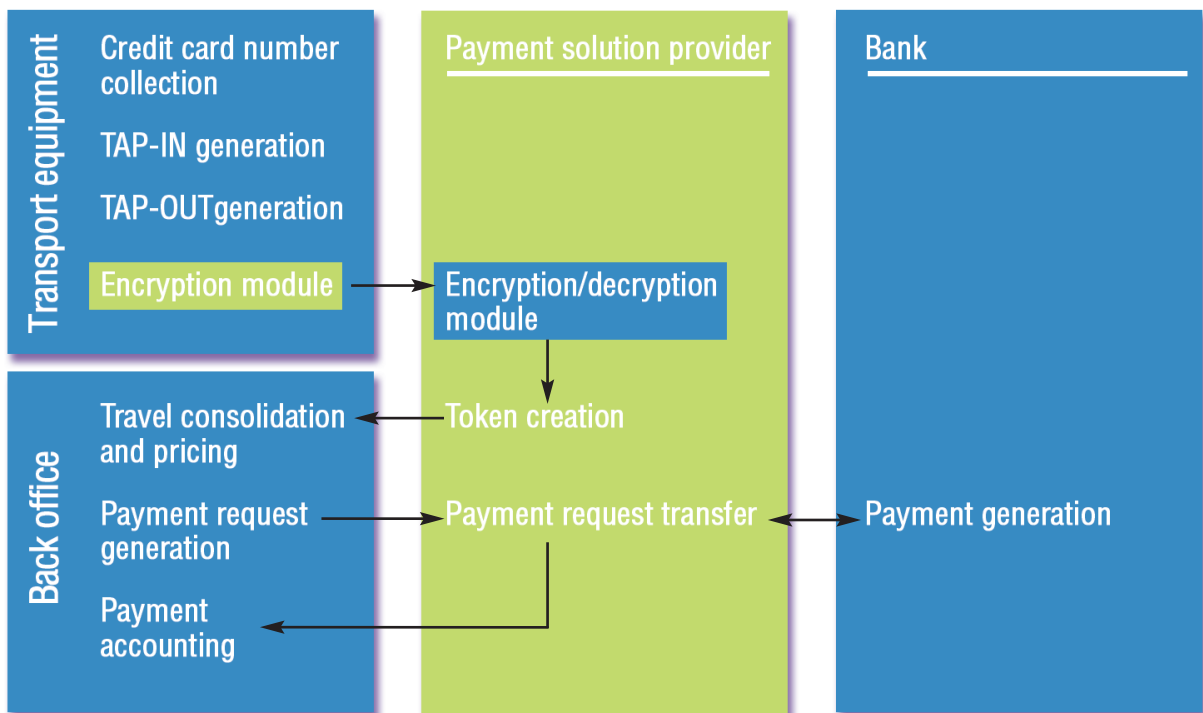 Transport equipment
Credit card number
collection
TAP-IN generation
TAP-OUTgeneration
Encryption module
Back office
Travel consolidation
and pricing
Payment request
generation
Payment
accounting
Payment solution provider
Encryption/decryption
module
Token creation
Payment request transfer
Bank
Payment generation